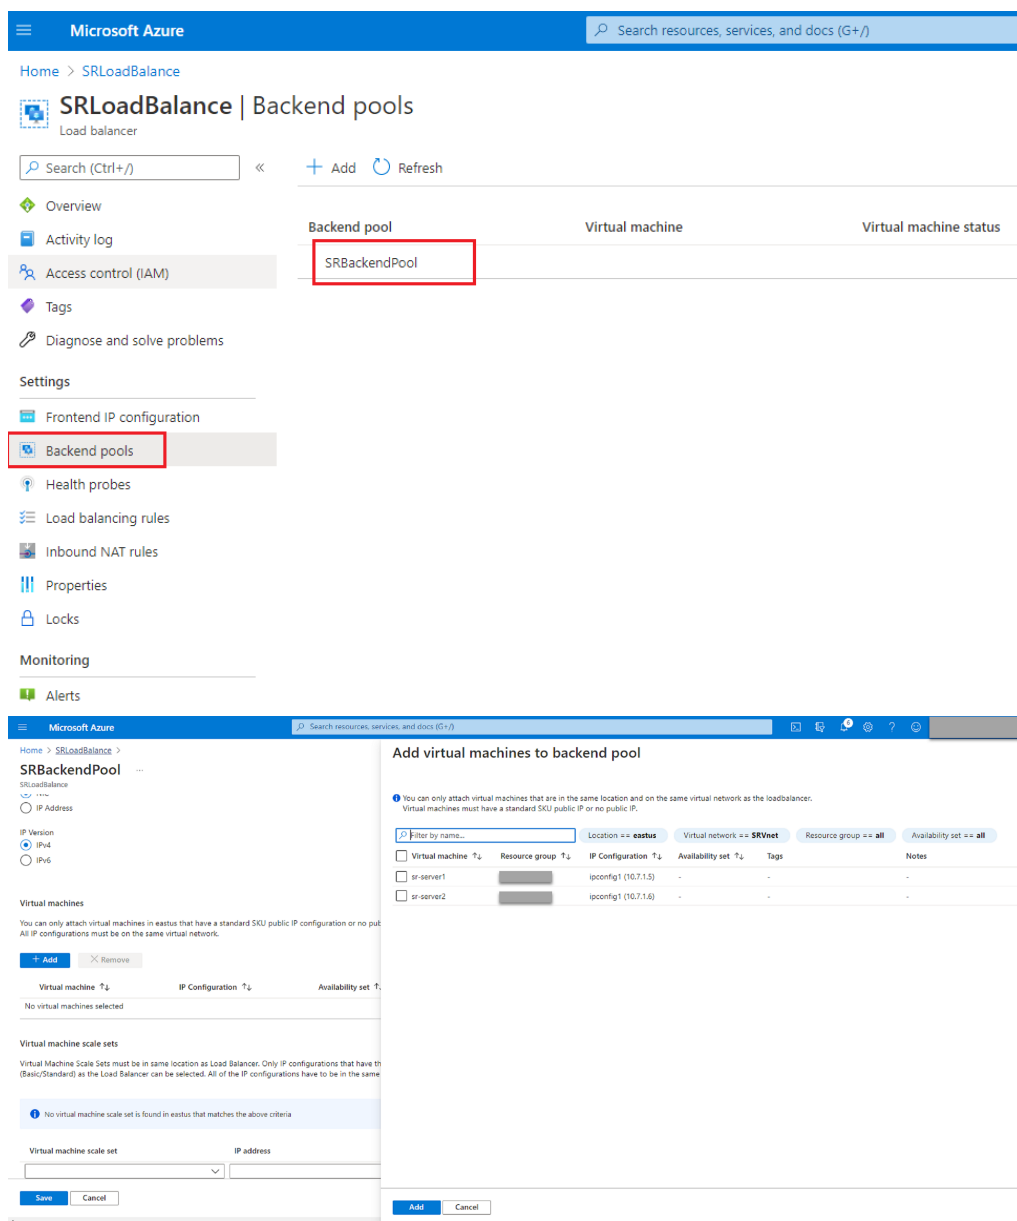 Microsoft Azure
Search resources, services, and docs (G+/)
Home > SRLoadBalance
SRLoadBalance | Backend pools
Load balancer
Search (Ctrl+/)
«
+ Add
Refresh
Overview
Activity log
Access control (IAM)
Tags
Diagnose and solve problems
Settings
Frontend IP configuration
Backend pools
Health probes
Load balancing rules
Inbound NAT rules
Properties
Locks
Monitoring
Alerts
Backend pool Virtual machine Virtual machine status
SRBackendPool
Microsoft Azure
Search resources, services, and docs (G+/)
6
?
Home > SRLoadBalance >
SRBackendPool ...
SRLoadBalance
IP Address
IP Version
IPv4
IPv6
Virtual machines
You can only attach virtual machines in eastus that have a standard SKU public IP configuration or no pub
All IP configurations must be on the same virtual network.
+ Add
Remove
Virtual machine ↑↓ IP Configuration ↑↓ Availability set ↑
No virtual machines selected
Virtual machine scale sets
Virtual Machine Scale Sets must be in same location as Load Balancer. Only IP configurations that have th
(Basic/Standard) as the Load Balancer can be selected. All of the IP configurations have to be in the same
No virtual machine scale set is found in eastus that matches the above criteria
Virtual machine scale set IP address
Save
Cancel
Add virtual machines to backend pool
You can only attach virtual machines that are in the same location and on the same virtual network as the loadbalancer.
Virtual machines must have a standard SKU public IP or no public IP.
Filter by name...
Location == eastus
Virtual network == SRVnet
Resource group == all
Availability set == all
Virtual machine ↑↓ Resource group ↑↓ IP Configuration ↑↓ Availability set ↑↓ Tags Notes
sr-server1 ipconfig1 (10.7.1.5) - - -
sr-server2 ipconfig1 (10.7.1.6) - - -
Add
Cancel